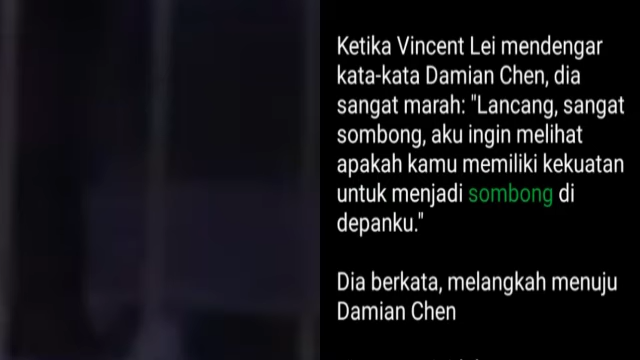 Ketika Vincent Lei mendengar
kata-kata Damian Chen, dia
sangat marah: "Lancang, sangat
sombong, aku ingin melihat
apakah kamu memiliki kekuatan
untuk menjadi sombong di
depanku."
Dia berkata, melangkah menuju
Damian Chen